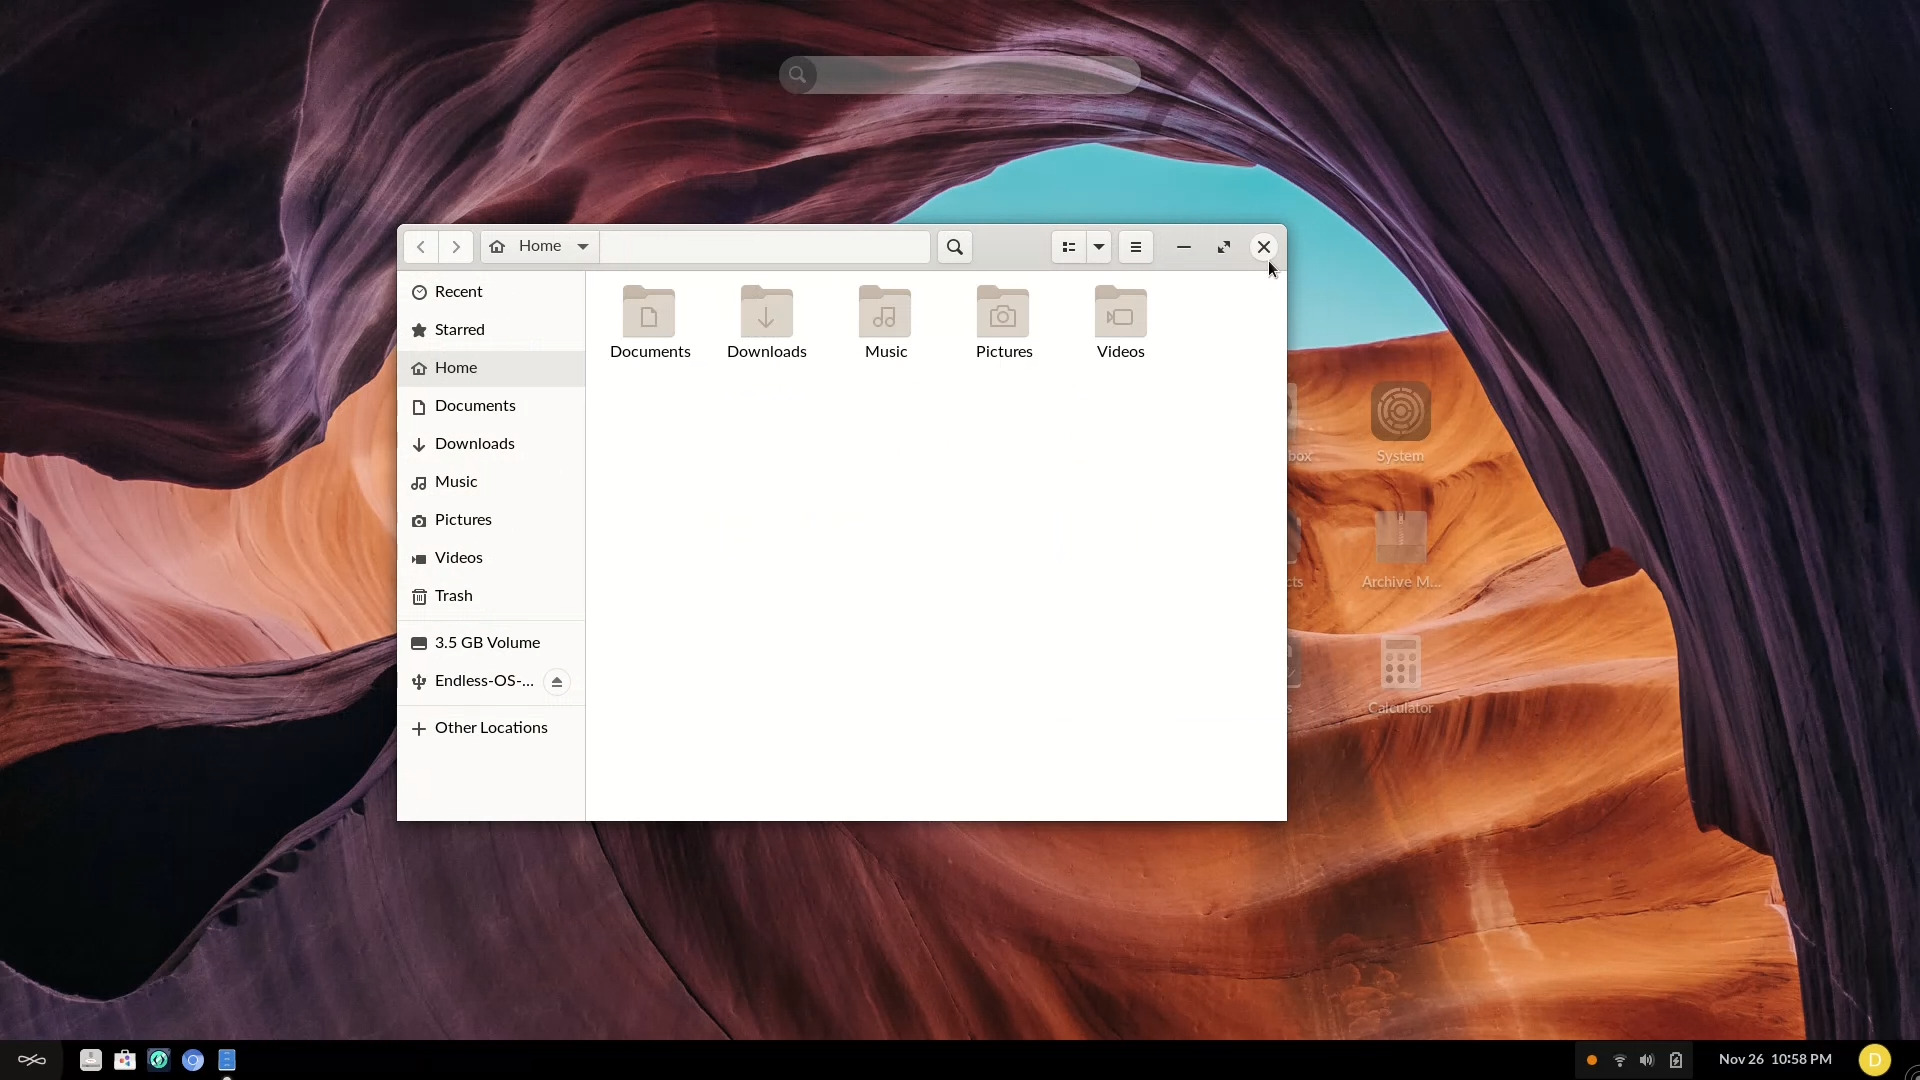 Home
Recent
Starred
Home
Documents
Downloads
Music
Pictures
Videos
Trash
3.5 GB Volume
Endless-OS-...
Other Locations
Documents
Downloads
Music
Pictures
Videos
box
System
cts
Archive M...
s
Calculator
Nov 26 10:58 PM
D